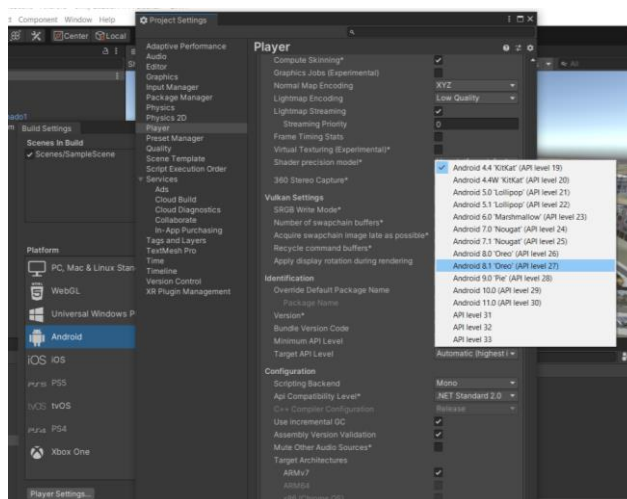 t Component Window Help
Center Local
Project Settings
Adaptive Performance
Audio
Editor
Graphics
Input Manager
Package Manager
Physics
Physics 2D
Player
Preset Manager
Quality
Scene Template
Script Execution Order
Services
Ads
Cloud Build
Cloud Diagnostics
Collaborate
In-App Purchasing
Tags and Layers
TextMesh Pro
Time
Timeline
Version Control
XR Plugin Management
Build Settings
Scenes In Build
Scenes/SampleScene
Platform
PC, Mac & Linux Stan
WebGL
Universal Windows P
Android
iOS iOS
PS5
tvOS tvOS
PS4
Xbox One
Player Settings...
Player
Compute Skinning*
Graphics Jobs (Experimental)
Normal Map Encoding XYZ
Lightmap Encoding Low Quality
Lightmap Streaming
Streaming Priority 0
Frame Timing Stats
Virtual Texturing (Experimental)*
Shader precision model*
360 Stereo Capture*
Vulkan Settings
SRGB Write Mode*
Number of swapchain buffers*
Acquire swapchain image late as possible*
Recycle command buffers*
Apply display rotation during rendering
Identification
Override Default Package Name
Package Name
Version*
Bundle Version Code
Minimum API Level
Target API Level Automatic (highest i
Configuration
Scripting Backend Mono
Api Compatibility Level* .NET Standard 2.0
C++ Compiler Configuration Release
Use incremental GC
Assembly Version Validation
Mute Other Audio Sources*
Target Architectures
ARMv7
ARM64
All
Android 4.4 'KitKat' (API level 19)
Android 4.4W 'KitKat' (API level 20)
Android 5.0 'Lollipop' (API level 21)
Android 5.1 'Lollipop' (API level 22)
Android 6.0 'Marshmallow' (API level 23)
Android 7.0 'Nougat' (API level 24)
Android 7.1 'Nougat' (API level 25)
Android 8.0 'Oreo' (API level 26)
Android 8.1 'Oreo' (API level 27)
Android 9.0 'Pie' (API level 28)
Android 10.0 (API level 29)
Android 11.0 (API level 30)
API level 31
API level 32
API level 33